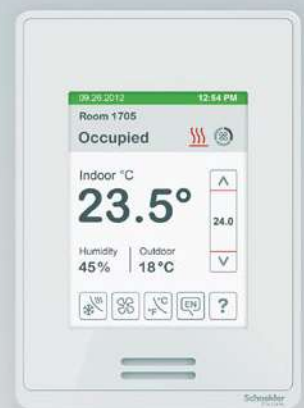 09.26.2012 12:54 PM
Room 1705
Occupied
Indoor °C
23.5°
24.0
Humidity
45%
Outdoor
18°C
°F °C
EN
?
Schneider